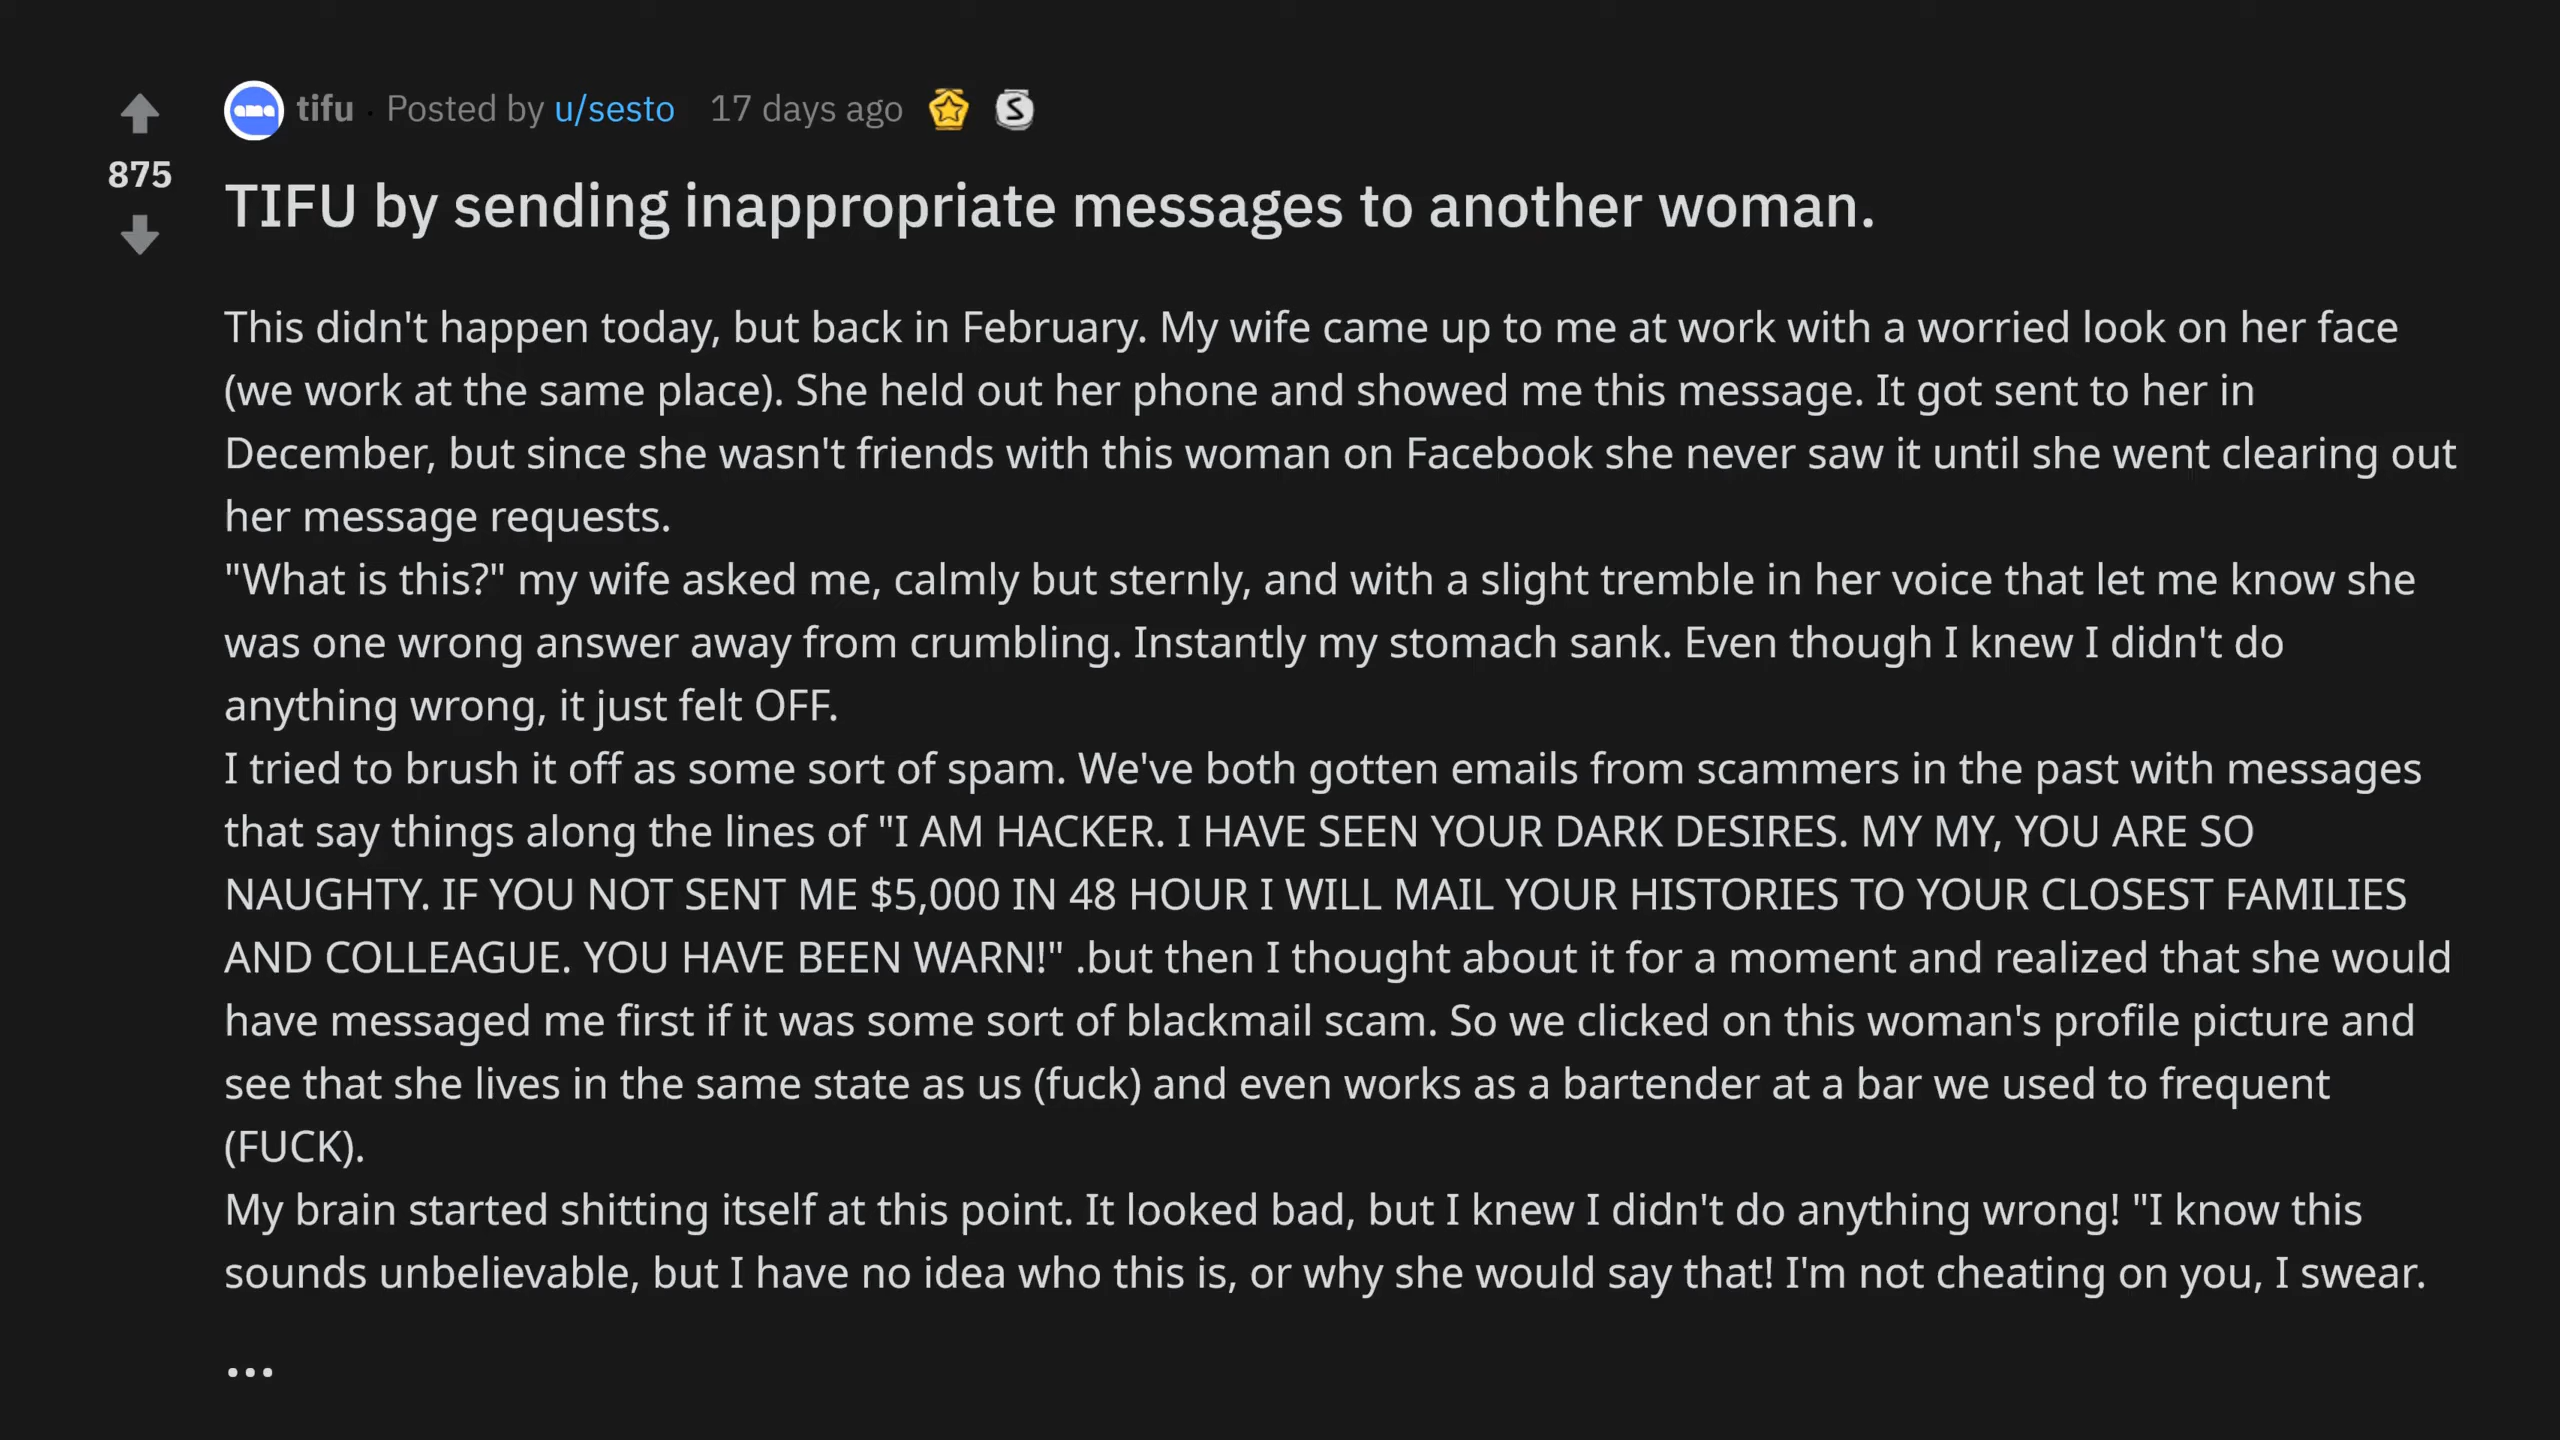 tifu · Posted by u/sesto 17 days ago
875
TIFU by sending inappropriate messages to another woman.
This didn't happen today, but back in February. My wife came up to me at work with a worried look on her face
(we work at the same place). She held out her phone and showed me this message. It got sent to her in
December, but since she wasn't friends with this woman on Facebook she never saw it until she went clearing out
her message requests.
"What is this?" my wife asked me, calmly but sternly, and with a slight tremble in her voice that let me know she
was one wrong answer away from crumbling. Instantly my stomach sank. Even though I knew I didn't do
anything wrong, it just felt OFF.
I tried to brush it off as some sort of spam. We've both gotten emails from scammers in the past with messages
that say things along the lines of "I AM HACKER. I HAVE SEEN YOUR DARK DESIRES. MY MY, YOU ARE SO
NAUGHTY. IF YOU NOT SENT ME $5,000 IN 48 HOUR I WILL MAIL YOUR HISTORIES TO YOUR CLOSEST FAMILIES
AND COLLEAGUE. YOU HAVE BEEN WARN!" .but then I thought about it for a moment and realized that she would
have messaged me first if it was some sort of blackmail scam. So we clicked on this woman's profile picture and
see that she lives in the same state as us (fuck) and even works as a bartender at a bar we used to frequent
(FUCK).
My brain started shitting itself at this point. It looked bad, but I knew I didn't do anything wrong! "I know this
sounds unbelievable, but I have no idea who this is, or why she would say that! I'm not cheating on you, I swear.
...